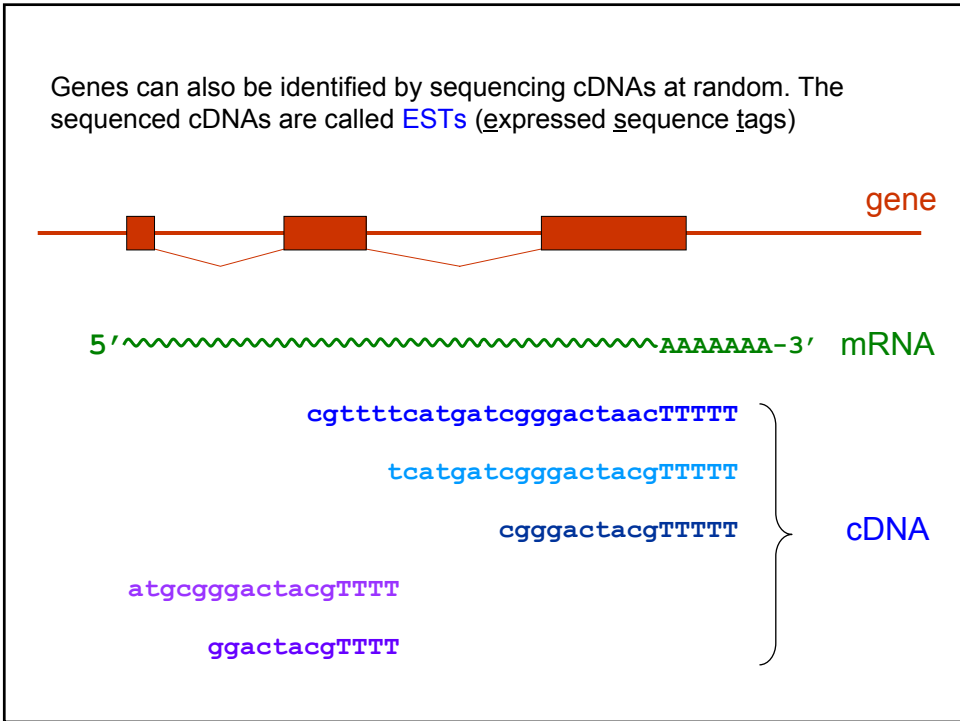 Genes can also be identified by sequencing cDNAs at random. The
sequenced cDNAs are called ESTs (expressed sequence tags)
gene
5’AAAAAAA-3’ mRNA
cgttttcatgatcgggactaacTTTTT
tcatgatcgggactacgTTTTT
cgggactacgTTTTT
cDNA
atgcgggactacgTTTT
ggactacgTTTT